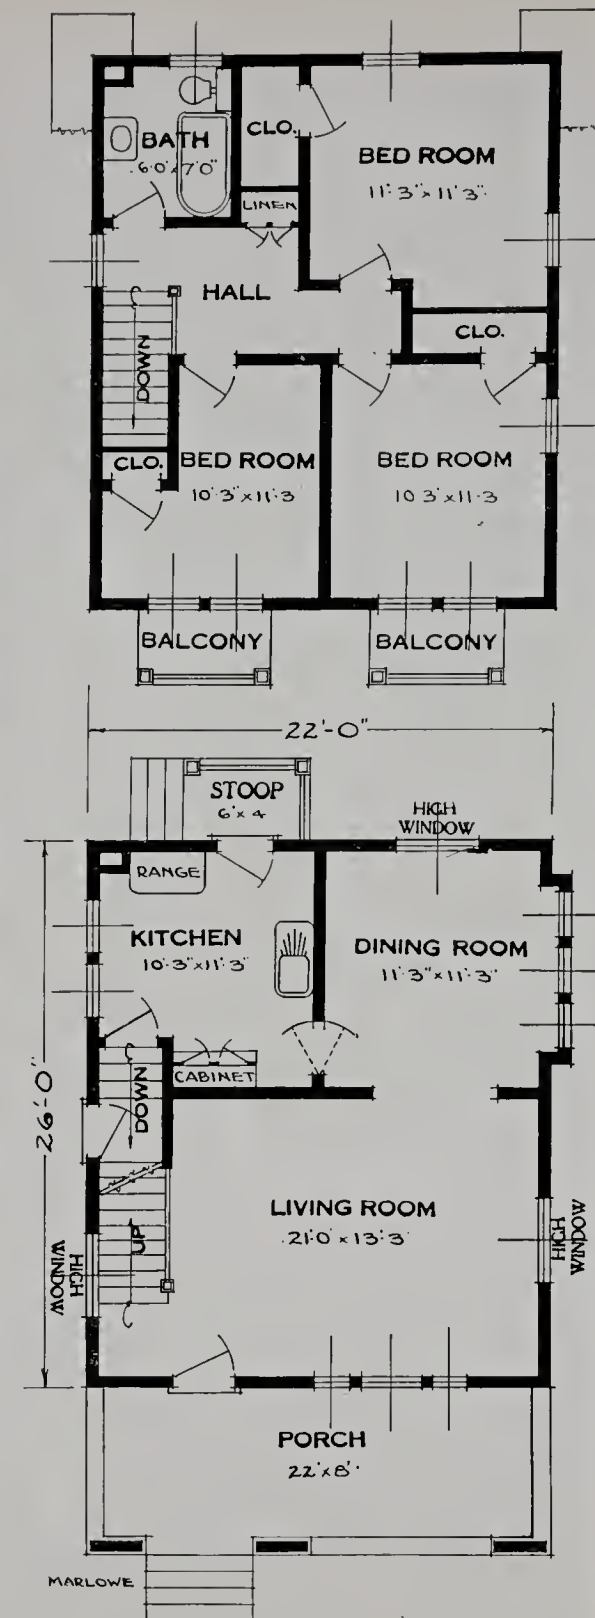 BATH
6'0"x7'0"
CLO.
LINEN
BED ROOM
11'-3"x11'-3"
HALL
CLO.
DOWN
CLO.
BED ROOM
10'-3"x11'-3
BED ROOM
10 3"x11-3
BALCONY
BALCONY
22'-0"
STOOP
6'x4
HIGH
WINDOW
RANGE
KITCHEN
10'-3"x11'-3"
DINING ROOM
11'-3"x11'-3"
DOWN
CABINET
26'-0"
LIVING ROOM
21'0"x13'3"
UP
HIGH
WINDOW
HIGH
WINDOW
PORCH
22'x8'
MARLOWE